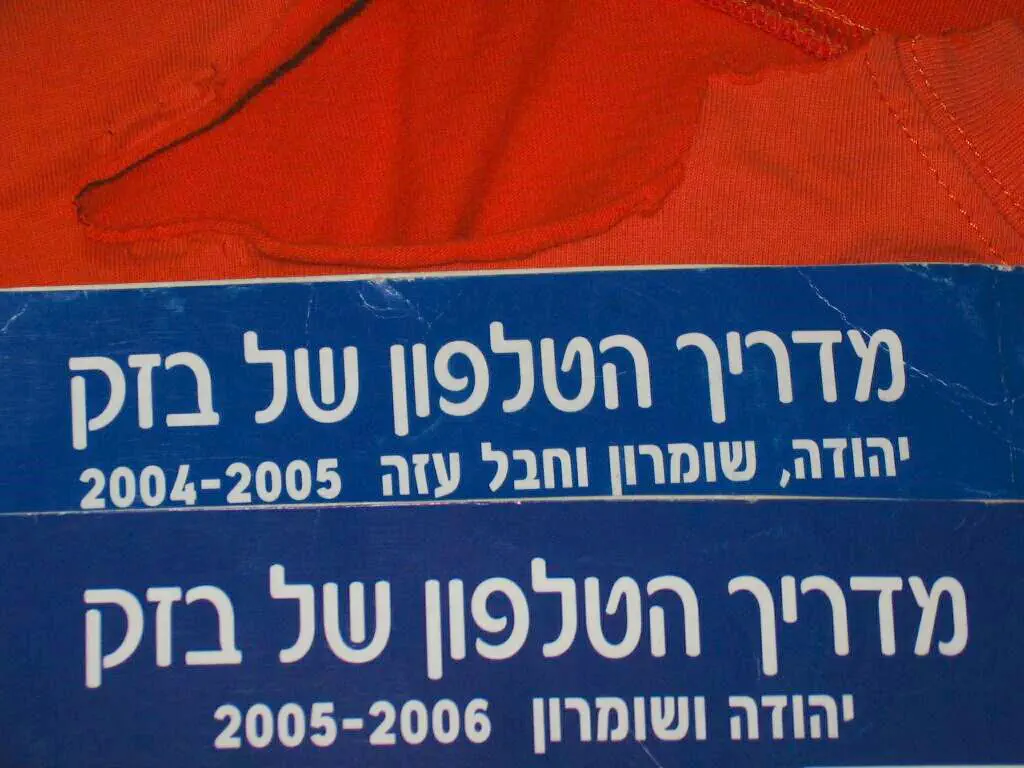 מדריך הטלפון של בזק
יהודה, שומרון וחבל עזה 2004-2005
מדריך הטלפון של בזק
יהודה ושומרון 2005-2006